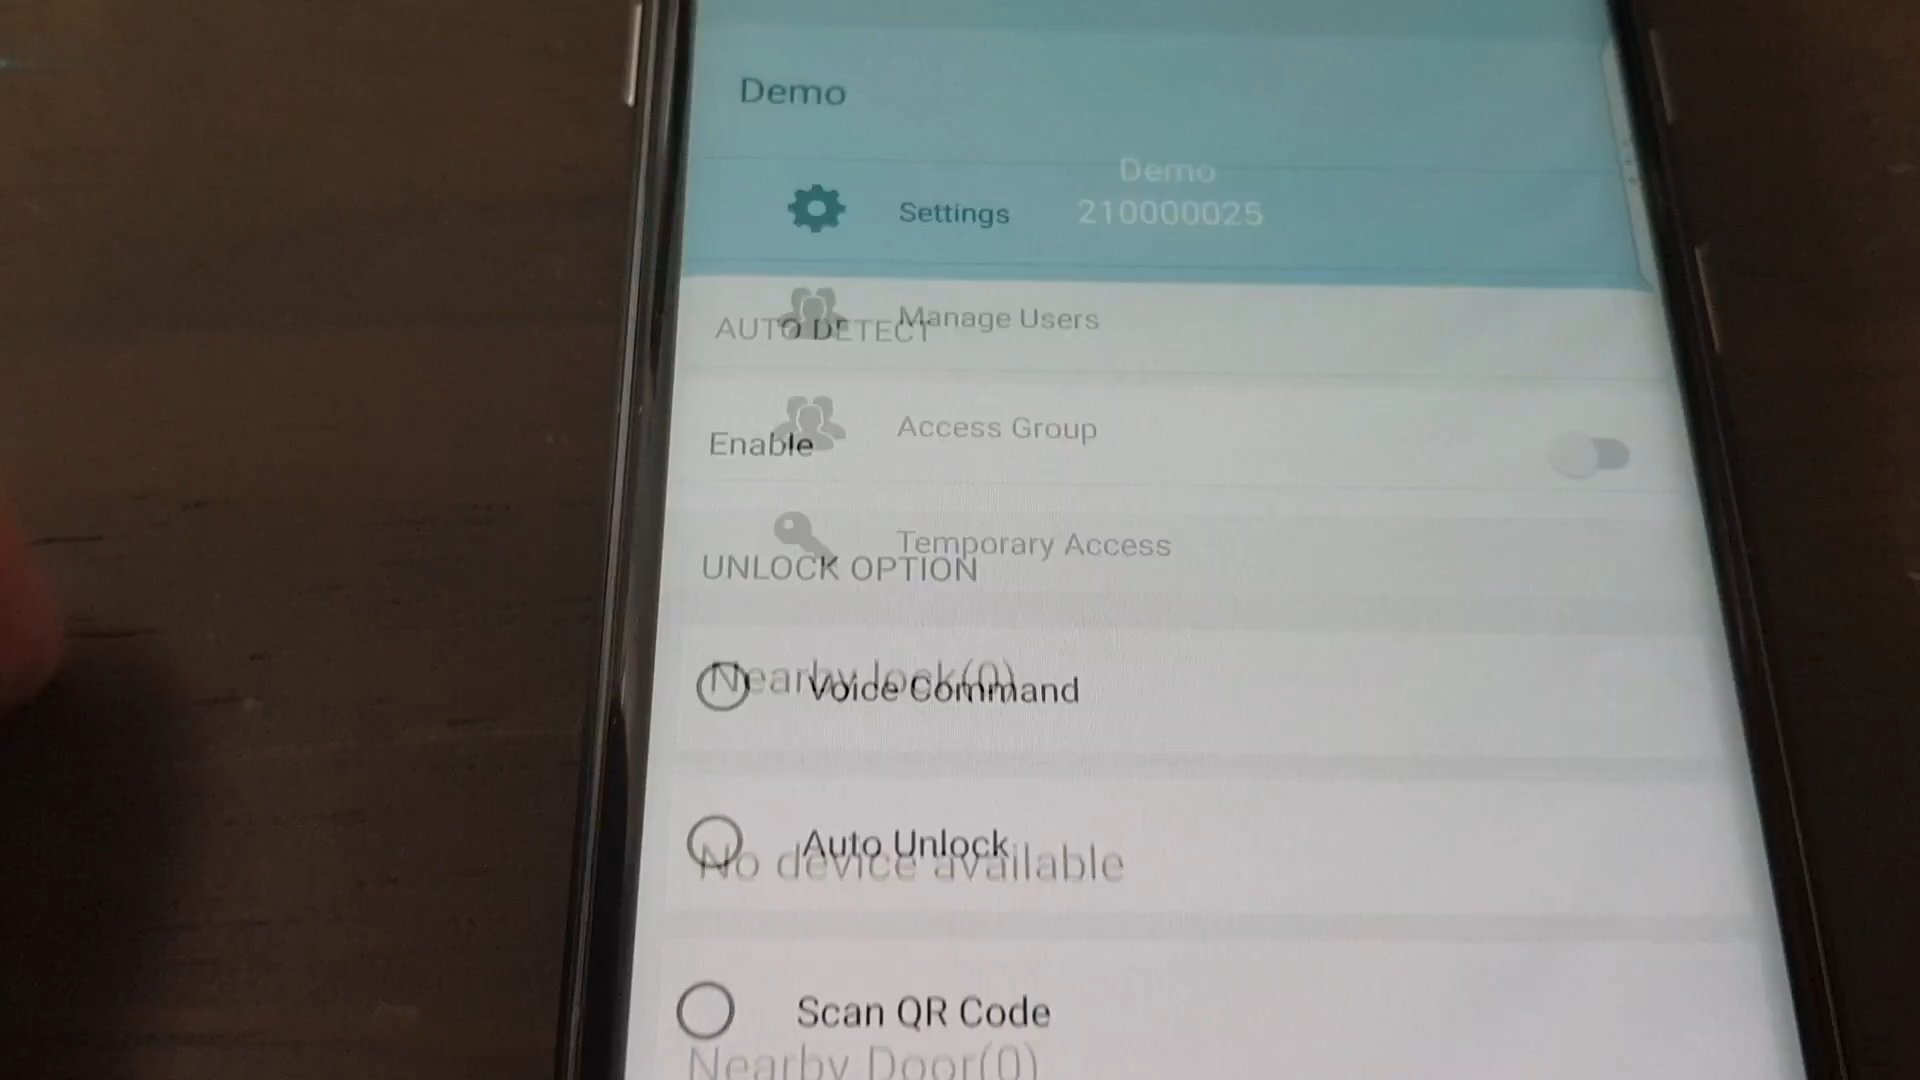 Demo
Demo
Settings
210000025
Manage Users
AUTO DETECT
Access Group
Enable
Temporary Access
UNLOCK OPTION
Nearby lock(0)
Voice Command
Auto Unlock
No device available
Scan QR Code
Nearby Door(0)